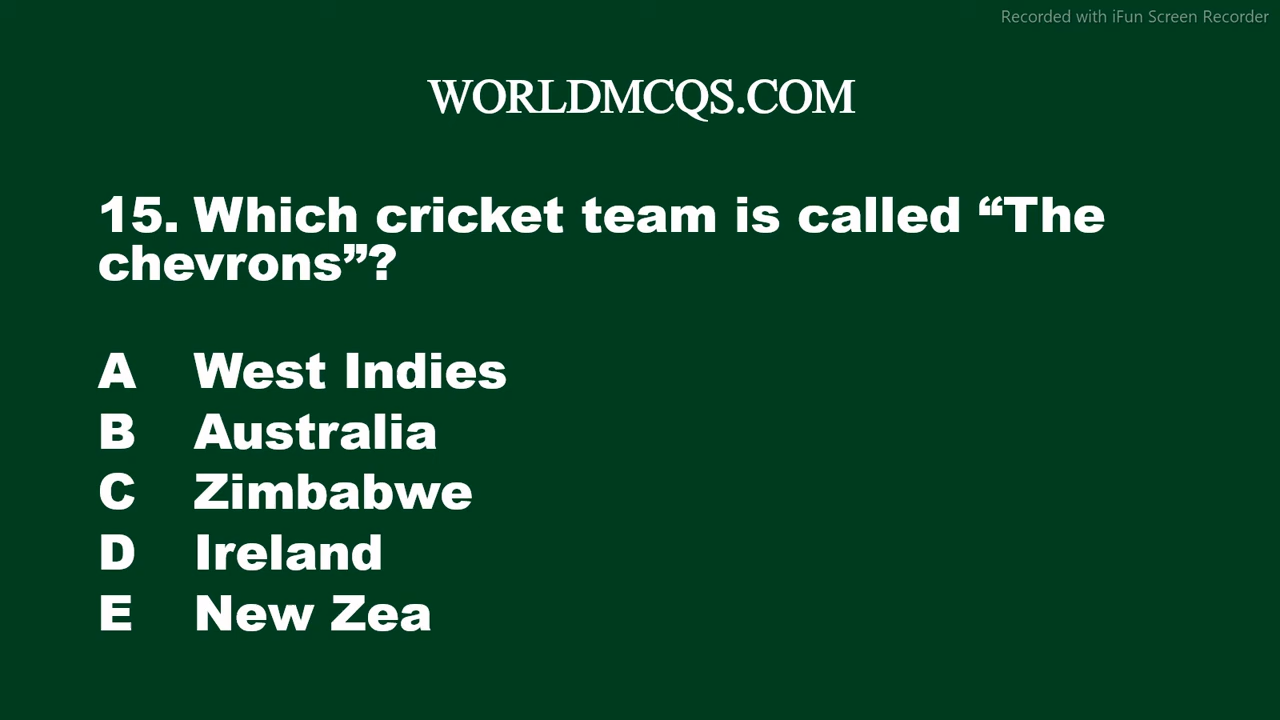 Recorded with iFun Screen Recorder
WORLDMCQS.COM
15. Which cricket team is called “The
chevrons”?
A West Indies
B Australia
C Zimbabwe
D Ireland
E New Zea